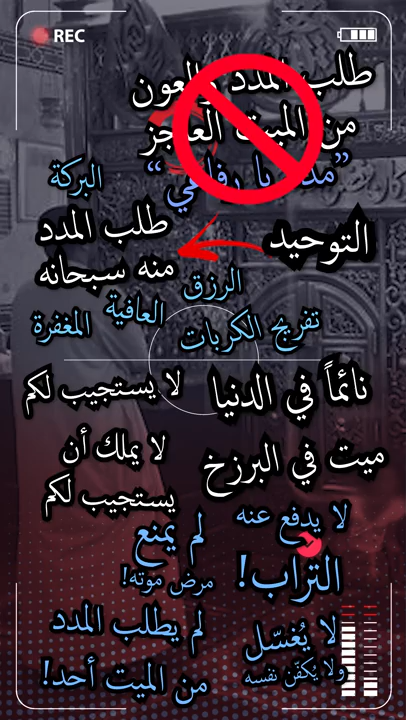 REC
طلب المدد والعون
من الميت العاجز
”مدد يا رفاعي“
البركة
التوحيد
طلب المدد
منه سبحانه
الرزق
العافية
المغفرة
تفريج الكربات
نائماً في الدنيا
لا يستجيب لكم
ميت في البرزخ
لا يملك أن
يستجيب لكم
لا يدفع عنه
التراب!
لم يمنع
مرض موته!
لا يُغسّل
ولا يُكفّن نفسه
لم يطلب المدد
من الميت أحد!